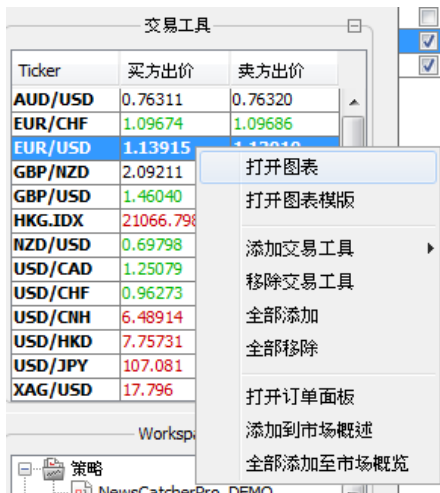 交易工具
Ticker 买方出价 卖方出价
AUD/USD 0.76311 0.76320
EUR/CHF 1.09674 1.09686
EUR/USD 1.13915
GBP/NZD 2.09211
GBP/USD 1.46040
HKG.IDX 21066.798
NZD/USD 0.69798
USD/CAD 1.25079
USD/CHF 0.96273
USD/CNH 6.48914
USD/HKD 7.75731
USD/JPY 107.081
XAG/USD 17.796
打开图表
打开图表模版
添加交易工具
移除交易工具
全部添加
全部移除
打开订单面板
添加到市场概述
全部添加至市场概览
Workspa
策略
NewsCatcherPro_DEMO